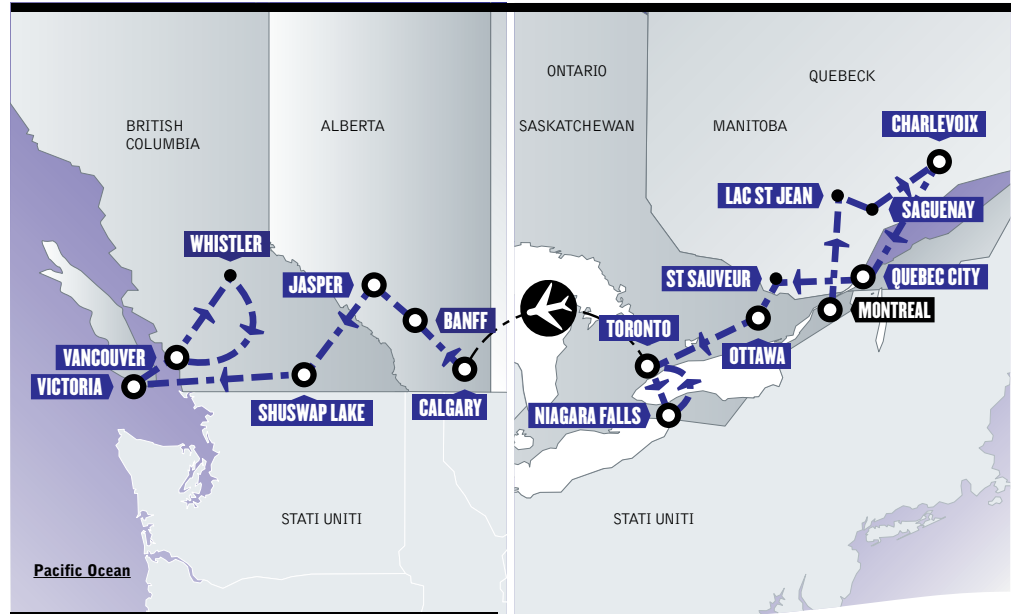 ONTARIO
QUEBECK
BRITISH
COLUMBIA
ALBERTA
SASKATCHEWAN
MANITOBA
CHARLEVOIX
LAC ST JEAN
SAGUENAY
WHISTLER
JASPER
ST SAUVEUR
QUEBEC CITY
BANFF
MONTREAL
TORONTO
VANCOUVER
OTTAWA
VICTORIA
SHUSWAP LAKE
CALGARY
NIAGARA FALLS
STATI UNITI
STATI UNITI
Pacific Ocean